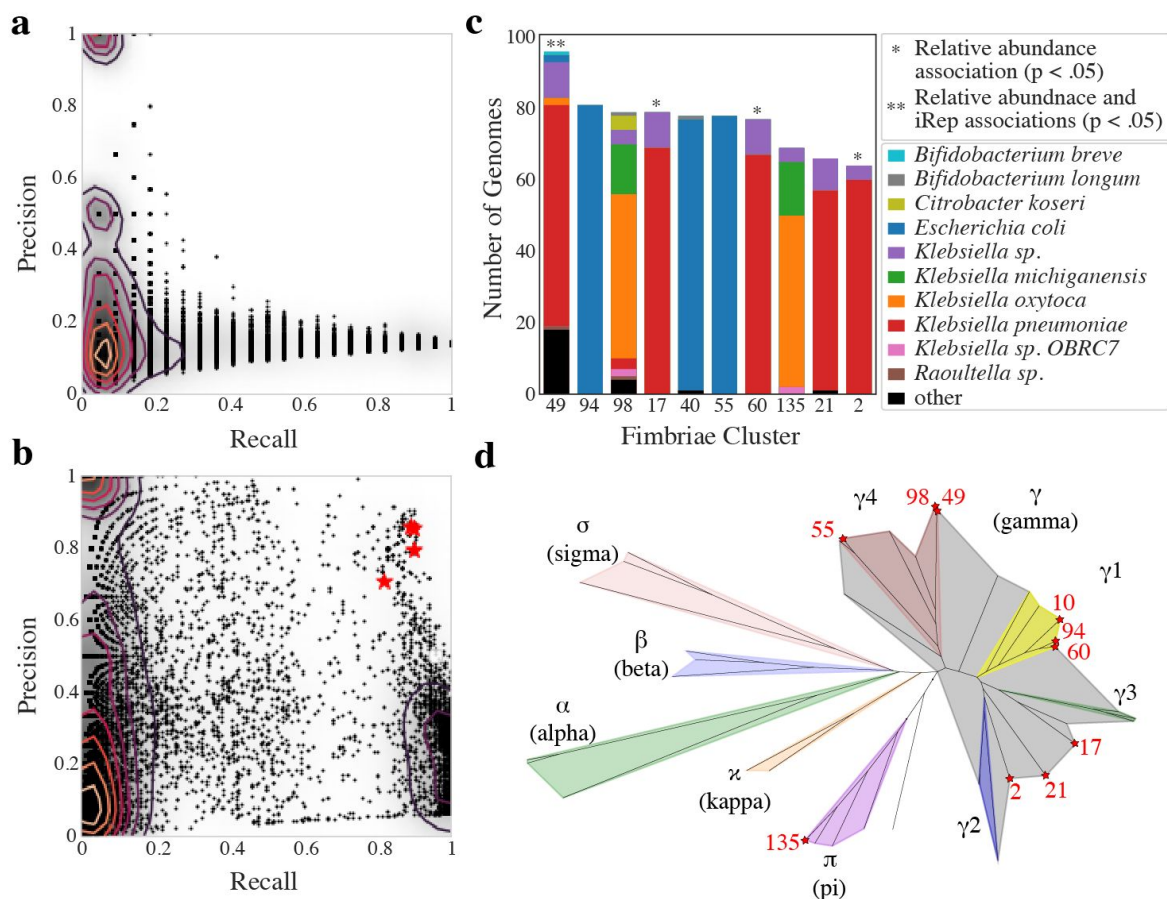 a
1
0.8
0.6
0.4
0.2
0
Precision
0.2
0.4
0.6
0.8
1
Recall
b
1
0.8
0.6
0.4
0.2
0
Precision
0
0.2
0.4
0.6
0.8
1
Recall
c
100
80
60
40
20
0
Number of Genomes
**
*
*
*
49 94 98 17 40 55 60 135 21 2
Fimbriae Cluster
* Relative abundance
association (p < .05)
** Relative abundnace and
iRep associations (p < .05)
Bifidobacterium breve
Bifidobacterium longum
Citrobacter koseri
Escherichia coli
Klebsiella sp.
Klebsiella michiganensis
Klebsiella oxytoca
Klebsiella pneumoniae
Klebsiella sp. OBRC7
Raoultella sp.
other
d
σ
(sigma)
β
(beta)
α
(alpha)
ϰ
(kappa)
135
π
(pi)
55
γ4
98
49
γ
(gamma)
γ1
10
94
60
γ3
17
21
2
γ2